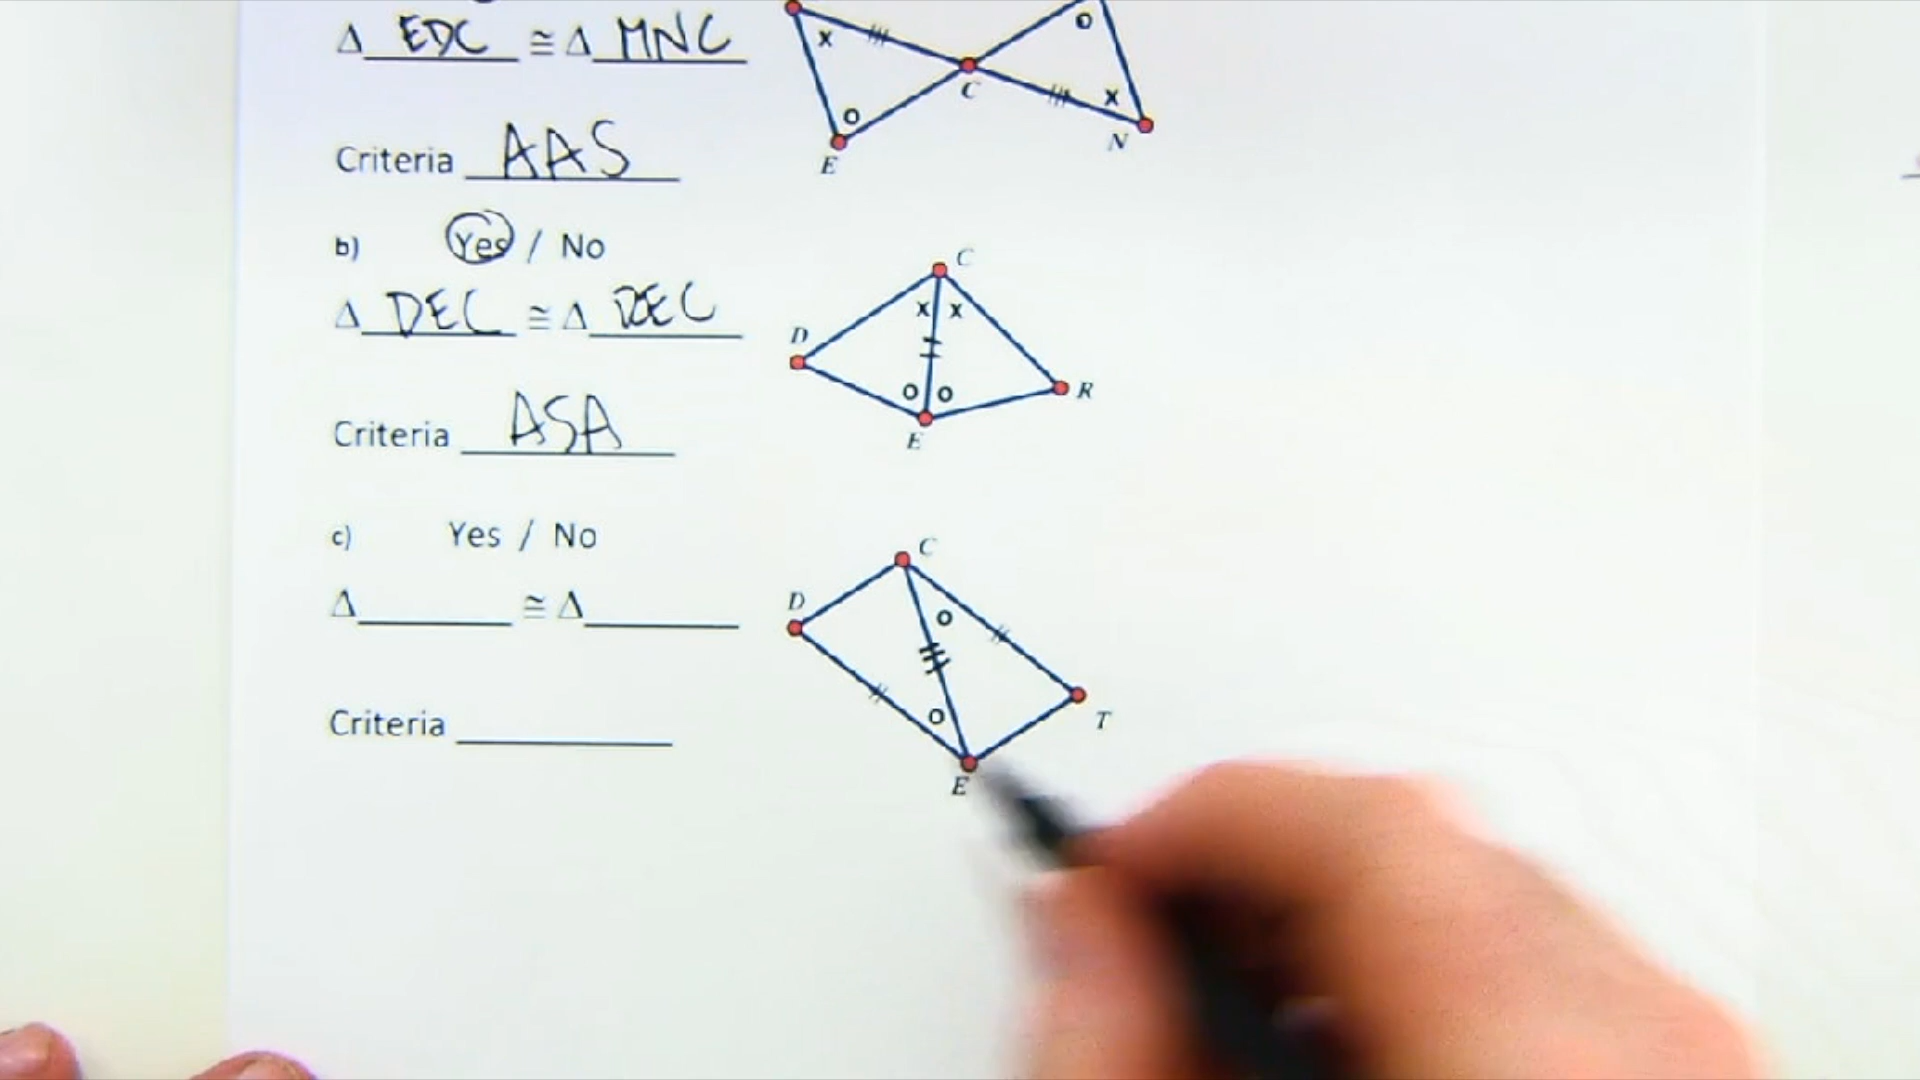 Δ EDC ≅ Δ MNC
x
o
C
o
x
E
N
Criteria AAS
b) Yes / No
Δ DEC ≅ Δ REC
C
x x
D
o o
R
E
Criteria ASA
c) Yes / No
C
D
o
Δ ≅ Δ
o
T
E
Criteria